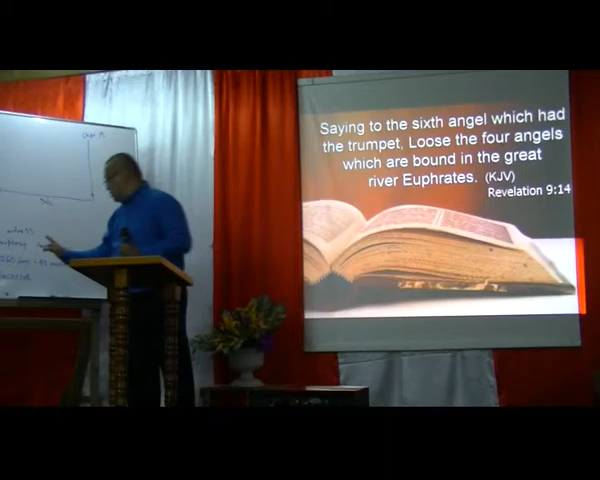 Saying to the sixth angel which had
the trumpet, Loose the four angels
which are bound in the great
river Euphrates. (KJV)
Revelation 9:14